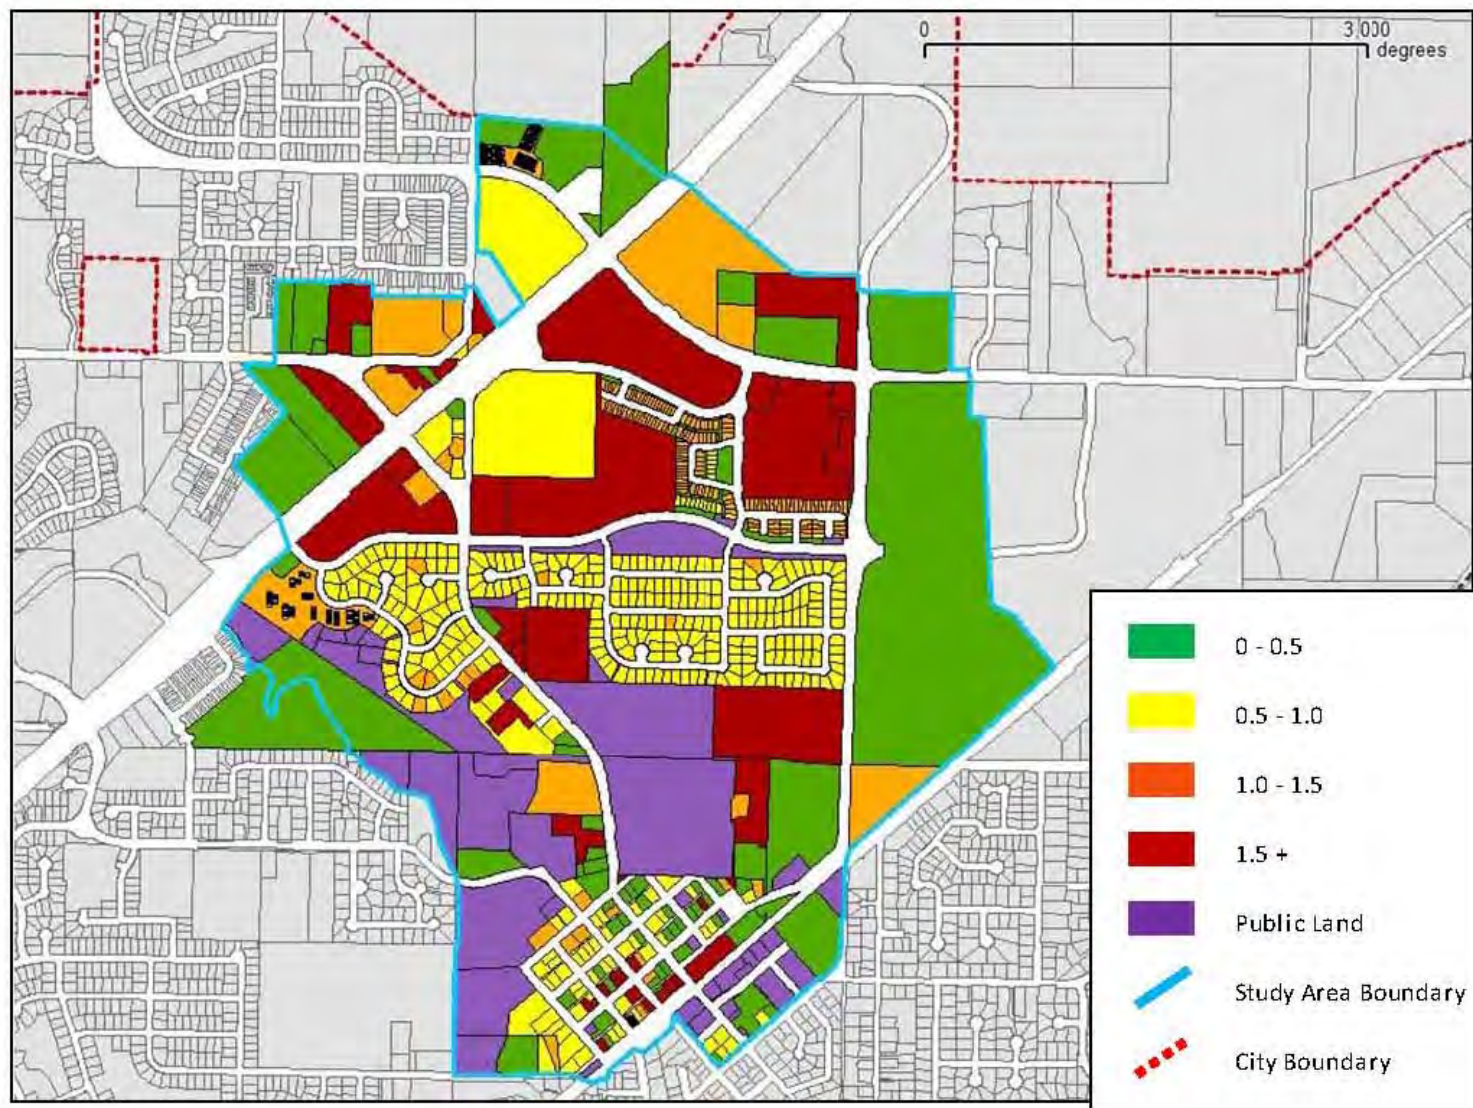 0 3,000
degrees
0 - 0.5
0.5 - 1.0
1.0 - 1.5
1.5 +
Public Land
Study Area Boundary
City Boundary